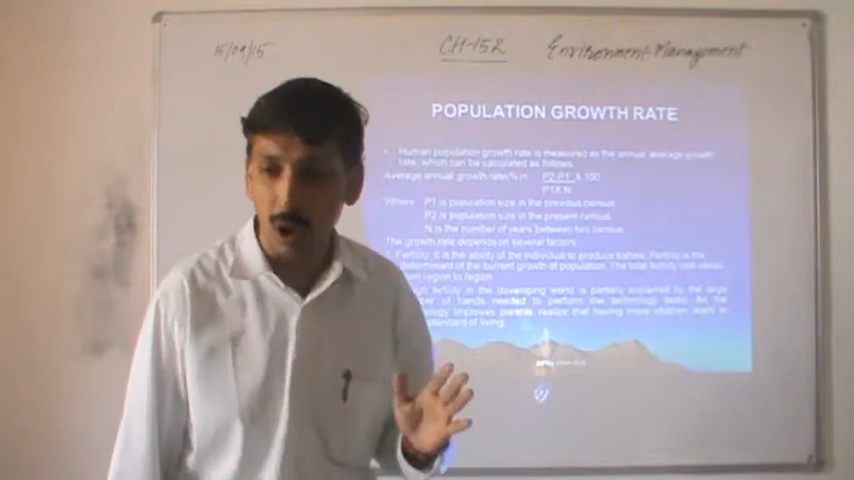 15/09/15 CH-152 Environment Management
POPULATION GROWTH RATE
• Human population growth rate is measured as the annual average growth
rate, which can be calculated as follows.
Average annual growth rate(%)= P2-P1 X 100
P1X N
Where P1 is population size in the previous census
P2 is population size in the present census
N is the number of years between two census
The growth rate depends on several factors.
Fertility: It is the ability of the individual to produce babies. Fertility is the
determinant of the current growth of population. The total fertility rate varies
from region to region.
fertility in the developing world is partially explained by the large
of hands needed to perform low technology tasks. As the
improves, parents realize that having more children leads to
standard of living.